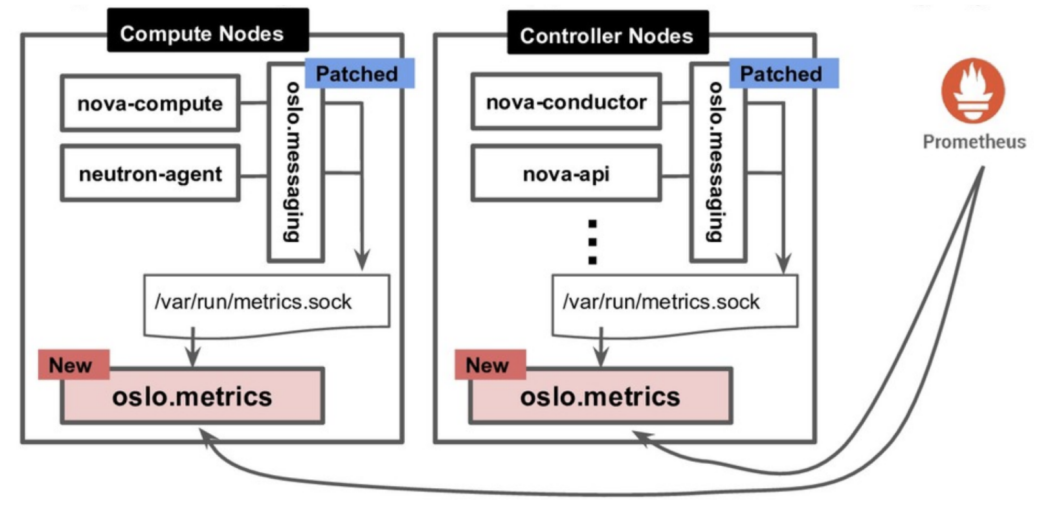 Compute Nodes
Patched
nova-compute
neutron-agent
oslo.messaging
/var/run/metrics.sock
New
oslo.metrics
Controller Nodes
Patched
nova-conductor
nova-api
oslo.messaging
/var/run/metrics.sock
New
oslo.metrics
Prometheus